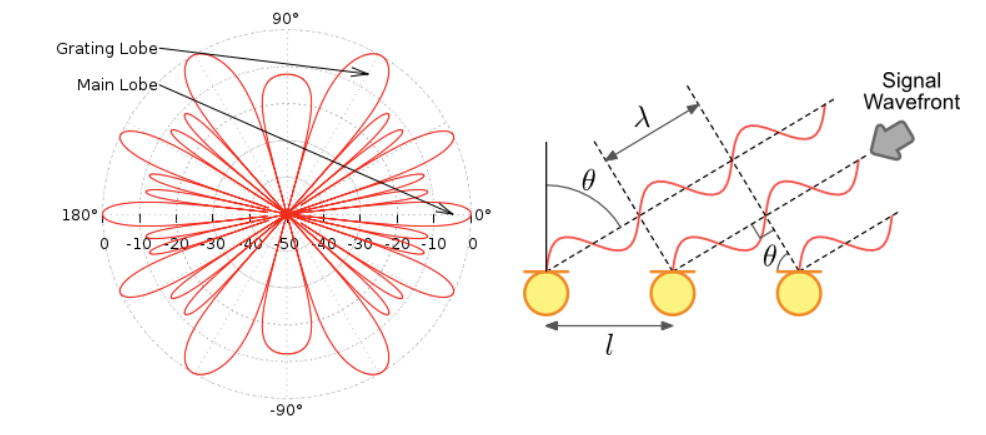 90°
Grating Lobe
Main Lobe
180°
0°
0 -10 -20 -30 -40 -50 -40 -30 -20 -10 0
-90°
Signal
Wavefront
λ
θ
θ
l